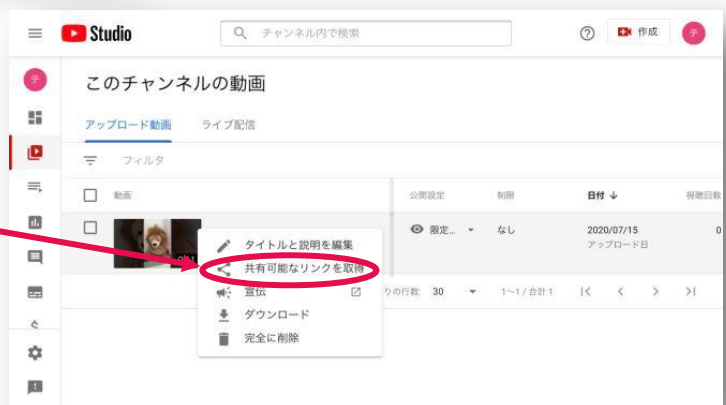 Studio
チャンネル内で検索
作成
テ
テ
このチャンネルの動画
アップロード動画 ライブ配信
フィルタ
動画 公開設定 制限 日付 視聴回数
限定... なし 2020/07/15 0
アップロード日
タイトルと説明を編集
共有可能なリンクを取得
宣伝
ダウンロード
完全に削除
りの行数: 30 1~1 / 合計 1